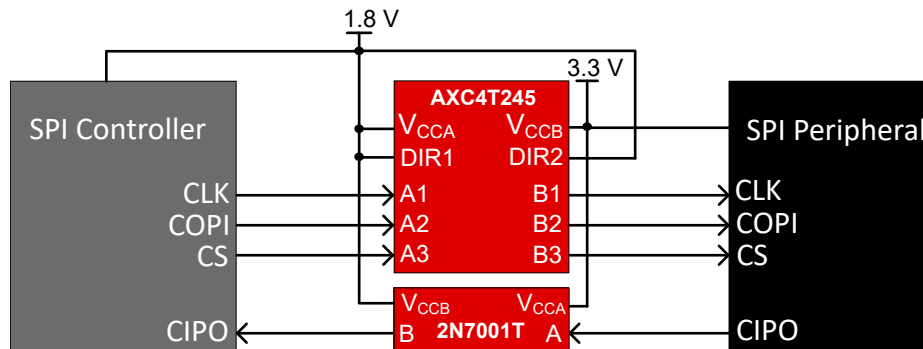 1.8 V
3.3 V
AXC4T245
SPI Controller
VCCA
VCCB
SPI Peripheral
DIR1
DIR2
CLK
A1
B1
CLK
COPI
A2
B2
COPI
CS
A3
B3
CS
VCCB
VCCA
CIPO
B
2N7001T
A
CIPO